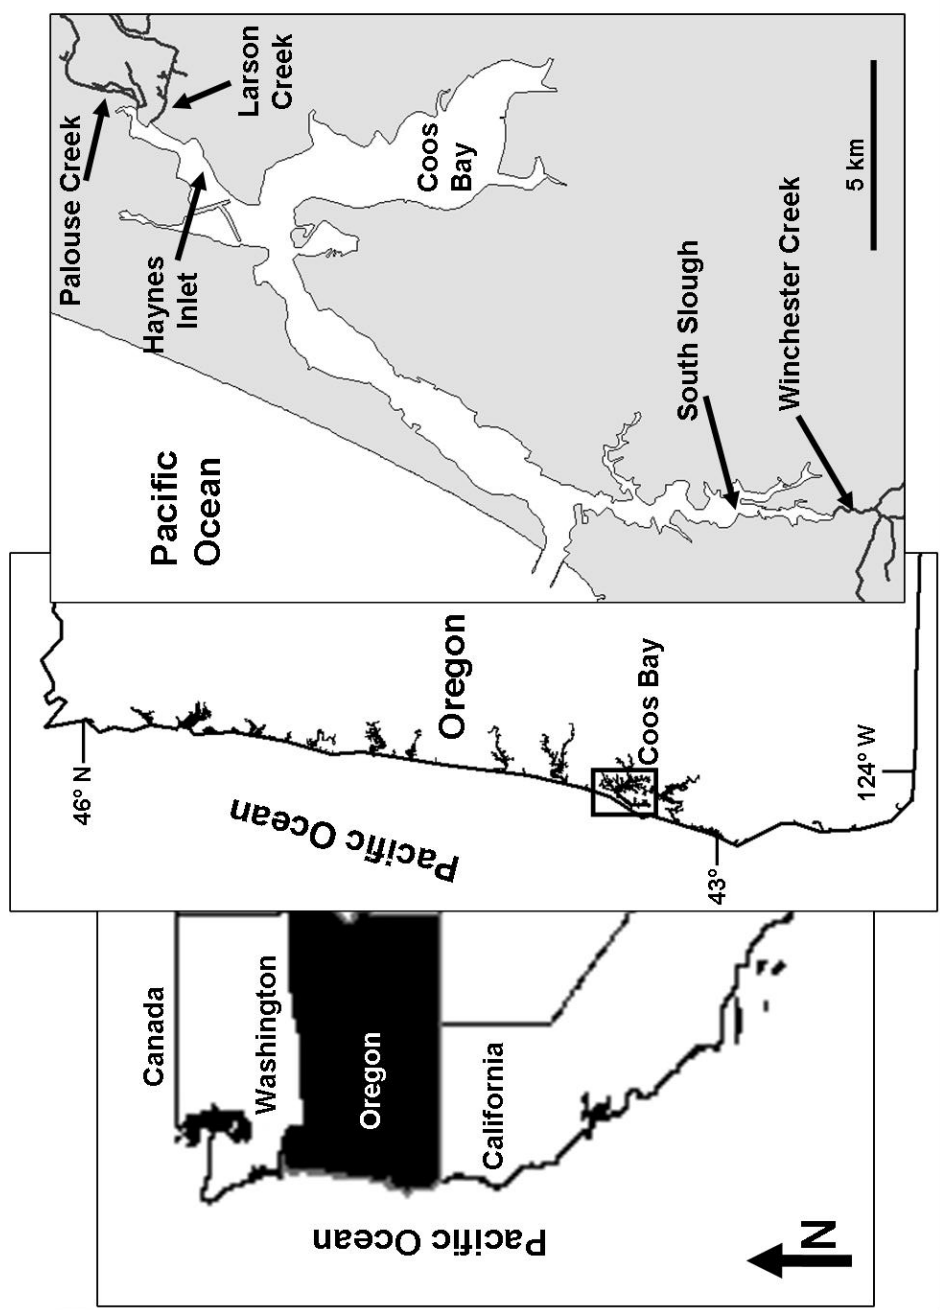 Canada
Washington
Oregon
California
Pacific Ocean
N
46° N
Pacific Ocean
Oregon
Coos Bay
43°
124° W
Pacific
Ocean
Palouse Creek
Larson
Creek
Haynes
Inlet
Coos
Bay
South Slough
Winchester Creek
5 km